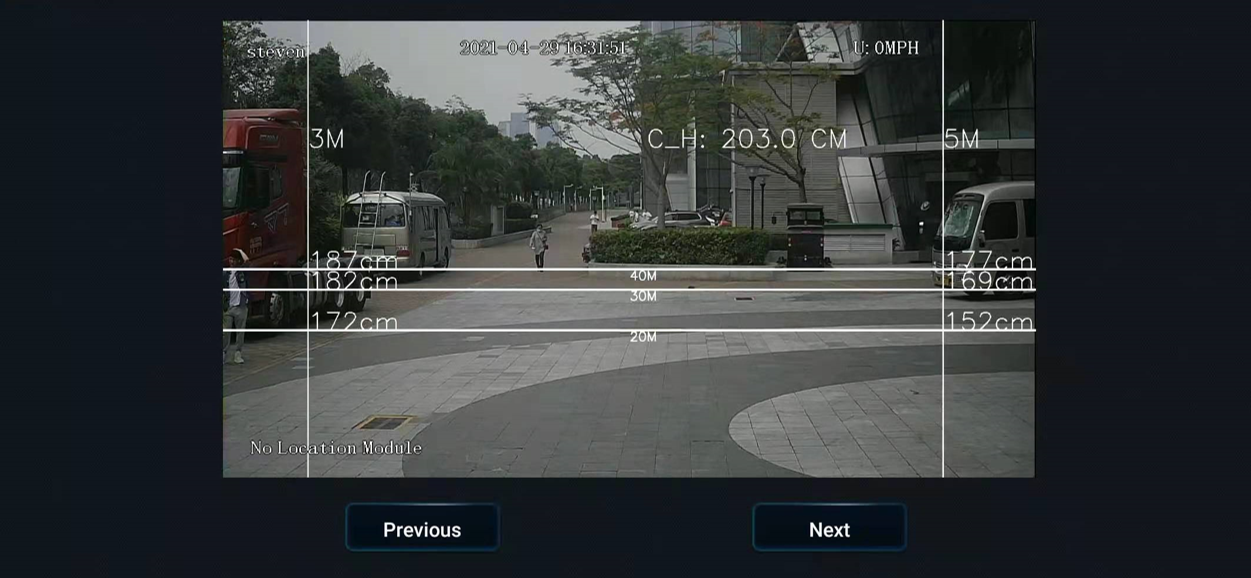 steven
2021-04-29 16:31:51
U: 0MPH
3M
C_H: 203.0 CM
5M
187cm
177cm
40M
182cm
169cm
30M
172cm
152cm
20M
No Location Module
Previous
Next